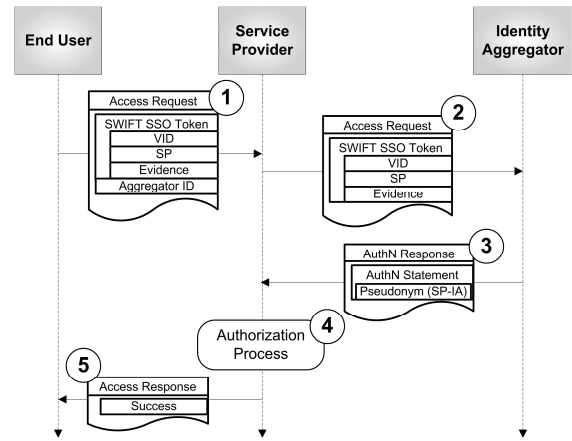 End User
Service
Provider
Identity
Aggregator
1
Access Request
SWIFT SSO Token
VID
SP
Evidence
Aggregator ID
2
Access Request
SWIFT SSO Token
VID
SP
Evidence
3
AuthN Response
AuthN Statement
Pseudonym (SP-IA)
4
Authorization
Process
5
Access Response
Success